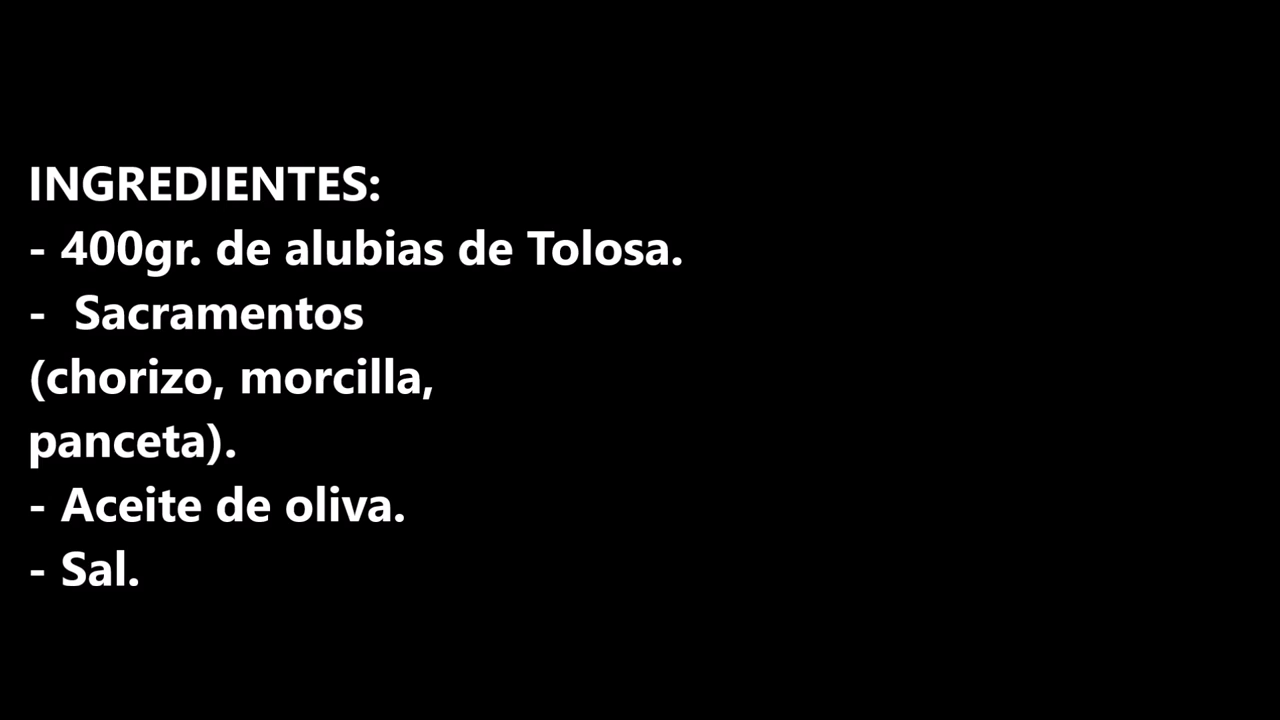 INGREDIENTES:
- 400gr. de alubias de Tolosa.
-  Sacramentos
(chorizo, morcilla,
panceta).
- Aceite de oliva.
- Sal.